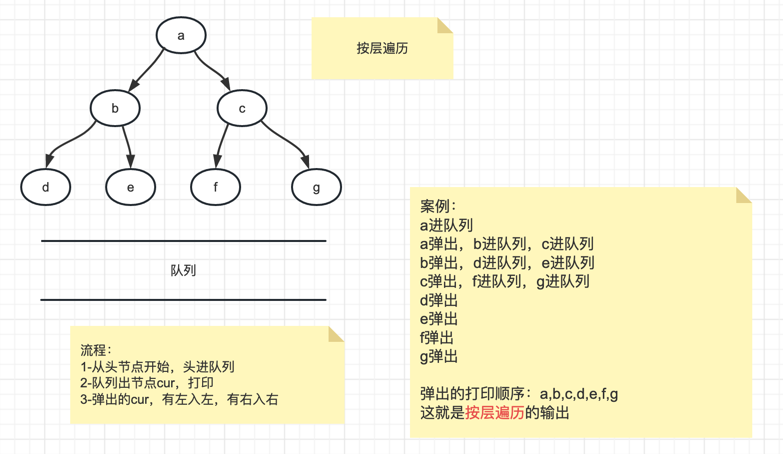 a
按层遍历
b
c
d
e
f
g
队列
流程：
1-从头节点开始，头进队列
2-队列出节点cur，打印
3-弹出的cur，有左入左，有右入右
案例：
a进队列
a弹出，b进队列，c进队列
b弹出，d进队列，e进队列
c弹出，f进队列，g进队列
d弹出
e弹出
f弹出
g弹出
弹出的打印顺序：a,b,c,d,e,f,g
这就是按层遍历的输出